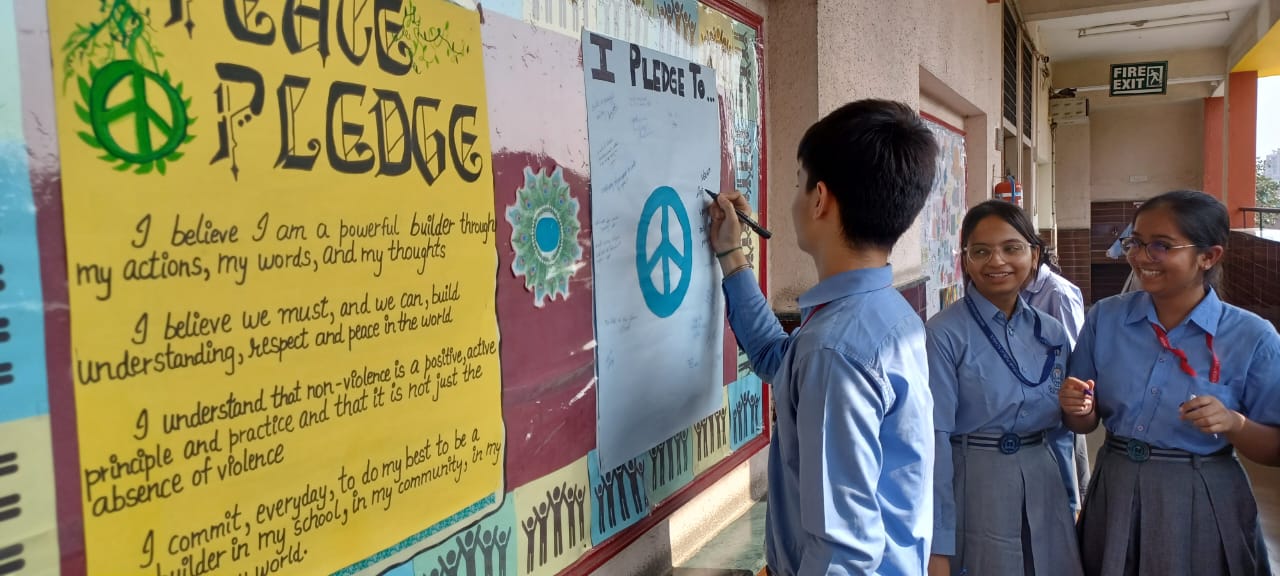 PEACE
PLEDGE
I believe I am a powerful builder through
my actions, my words, and my thoughts
I believe we must, and we can, build
understanding, respect and peace in the world
I understand that non-violence is a positive, active
principle and practice and that it is not just the
absence of violence
I commit, everyday, to do my best to be a
builder in my school, in my community, in my
world.
I PLEDGE TO...
FIRE
EXIT